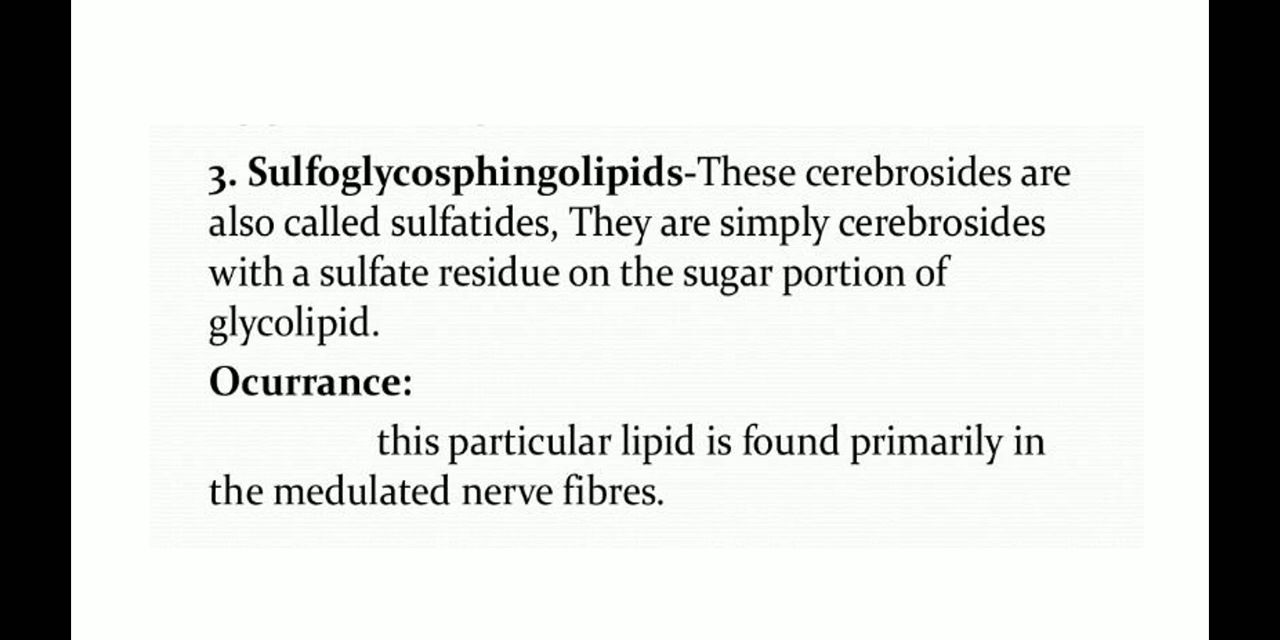 3. Sulfoglycosphingolipids-These cerebrosides are
also called sulfatides, They are simply cerebrosides
with a sulfate residue on the sugar portion of
glycolipid.
Ocurrance:
this particular lipid is found primarily in
the medulated nerve fibres.